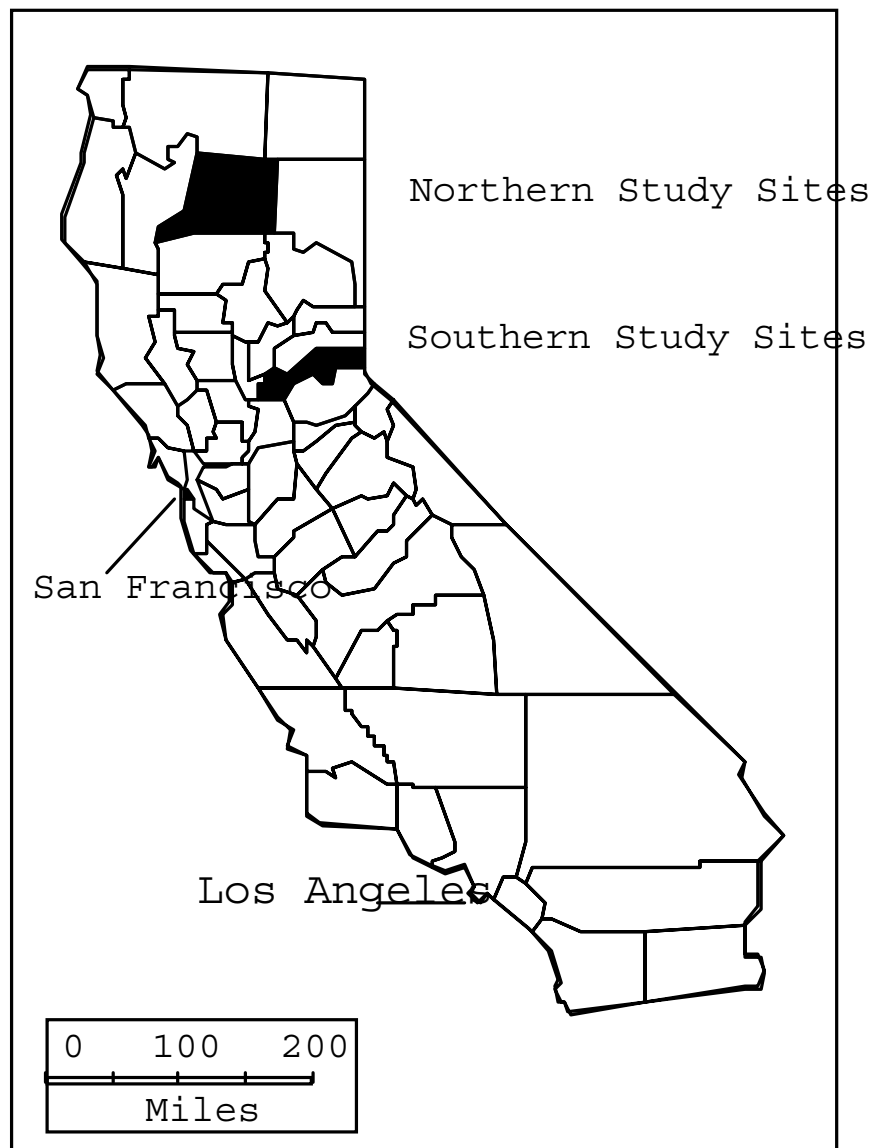 Northern Study Sites
Southern Study Sites
San Francisco
Los Angeles
0 100 200
Miles